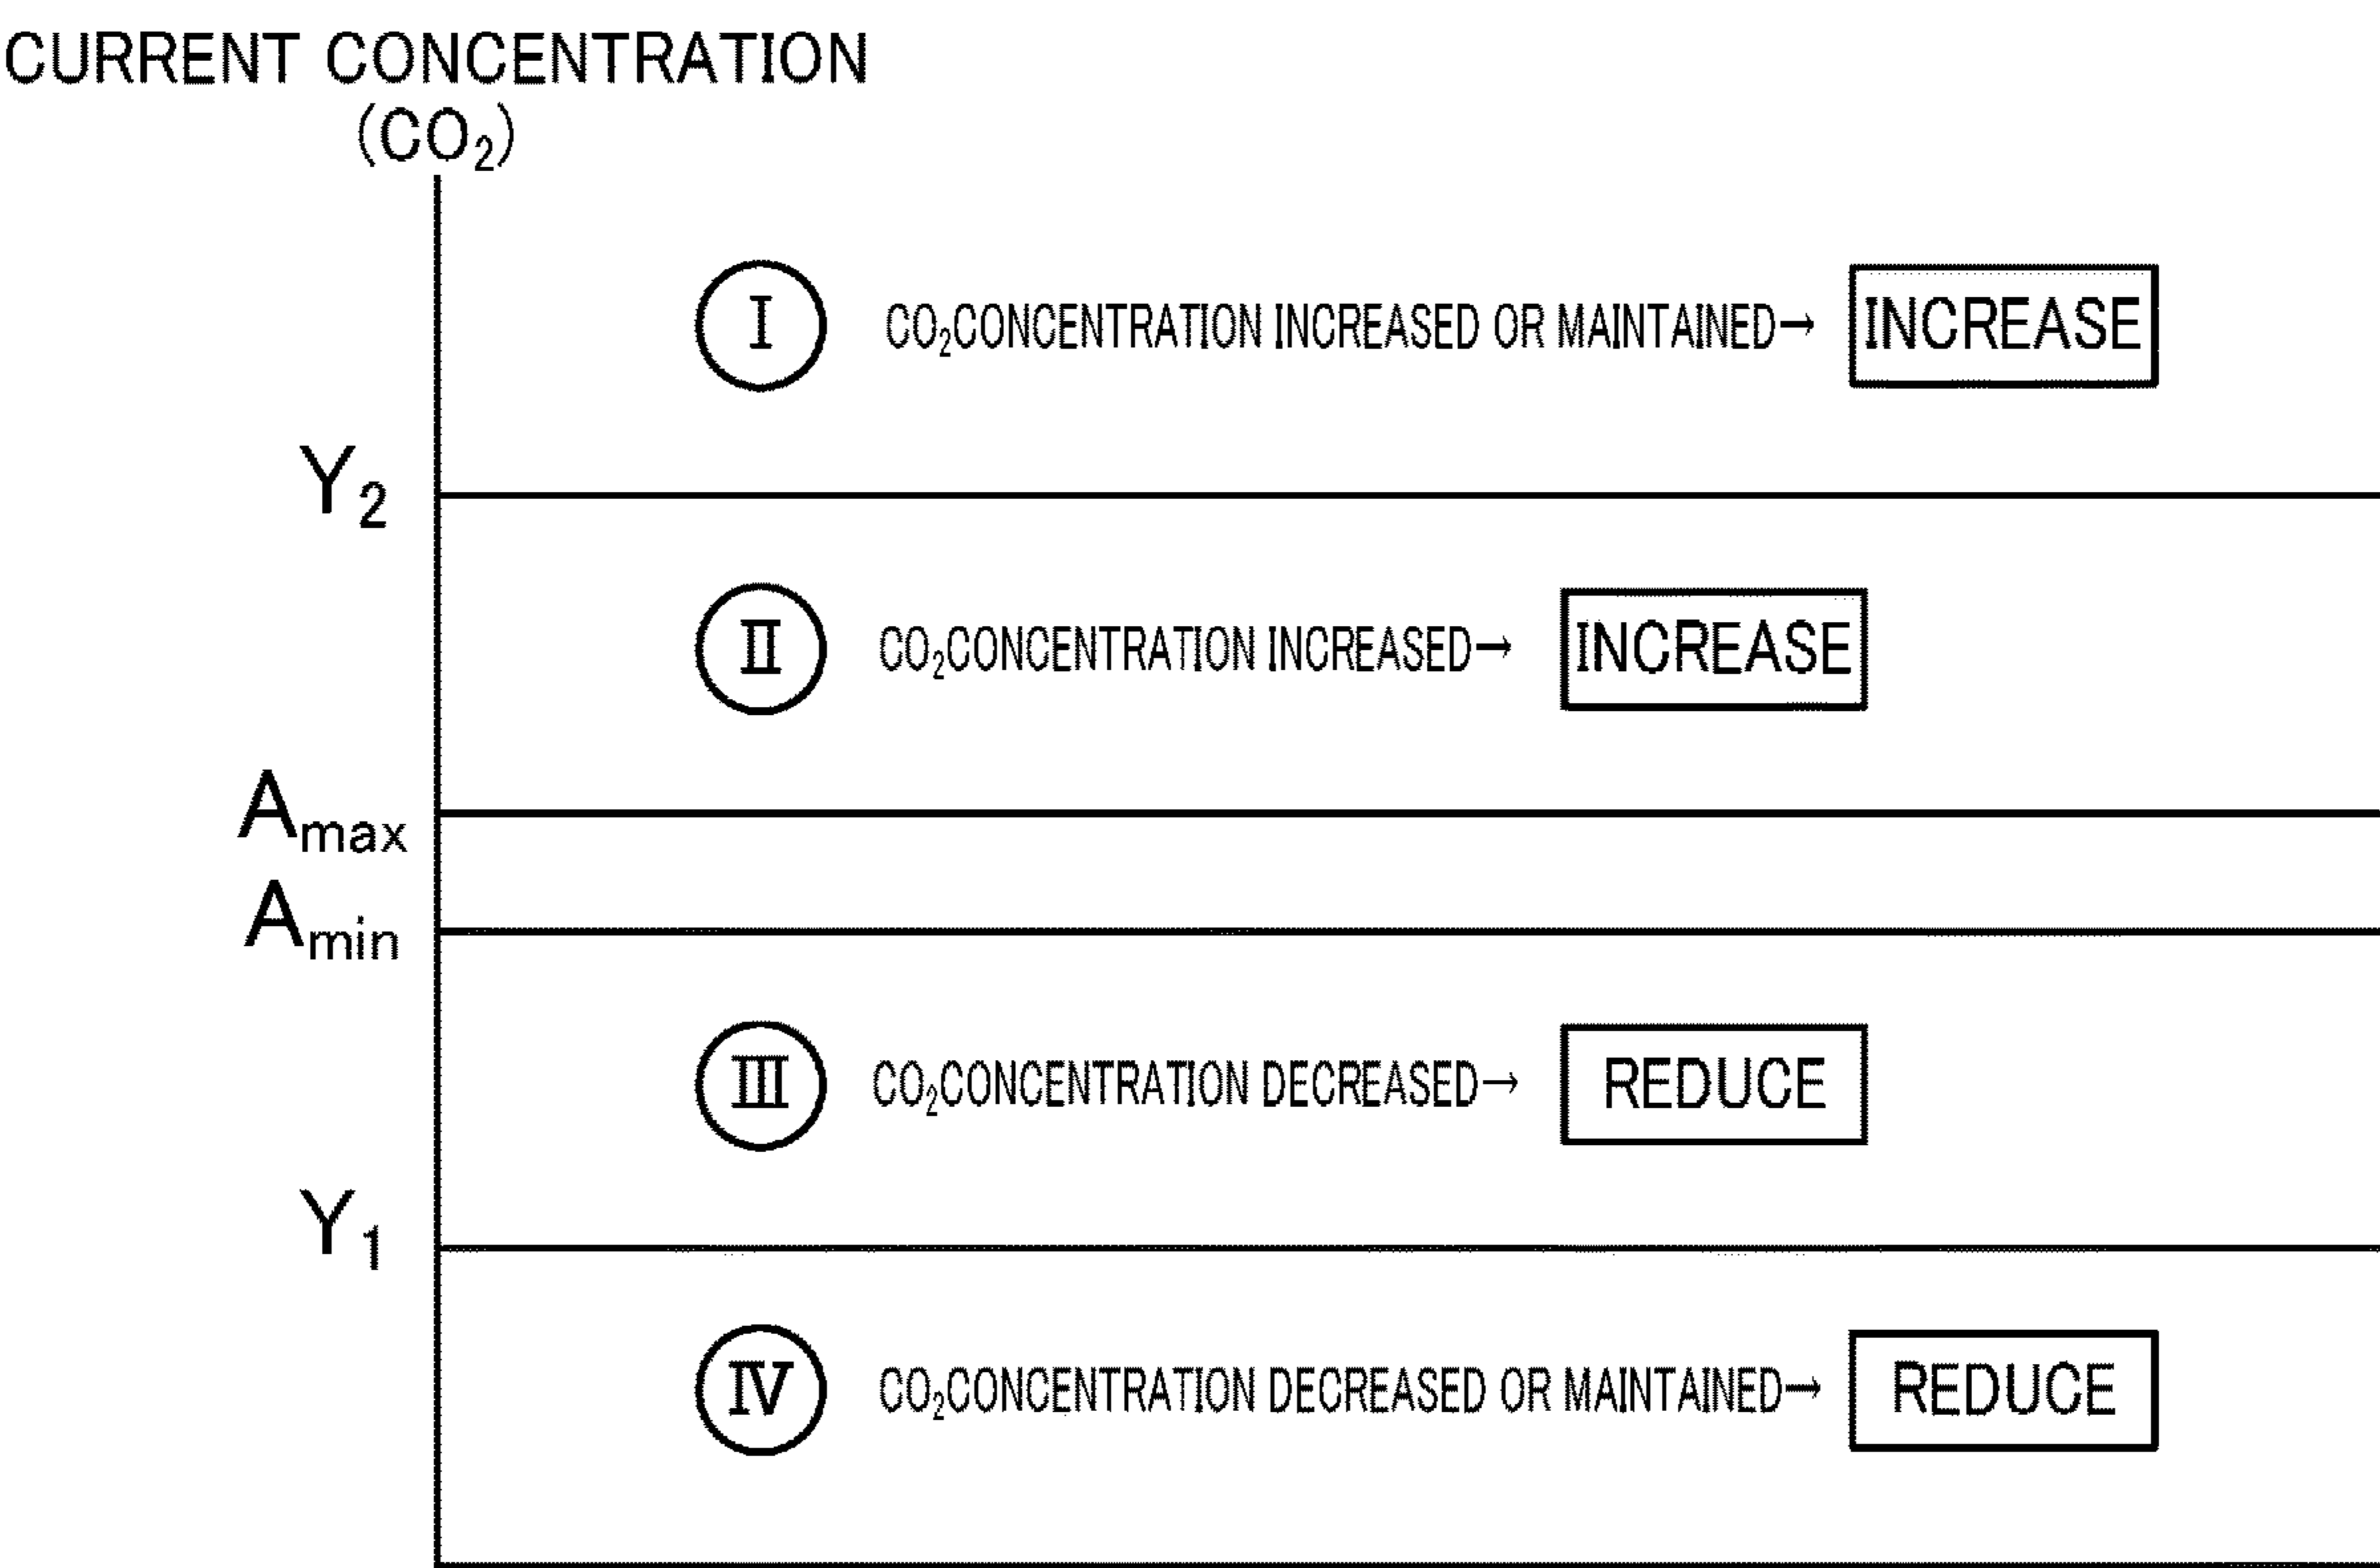 CURRENT CONCENTRATION
(CO₂)
Ⅰ CO₂CONCENTRATION INCREASED OR MAINTAINED→ INCREASE
Y₂
Ⅱ CO₂CONCENTRATION INCREASED→ INCREASE
Amax
Amin
Ⅲ CO₂CONCENTRATION DECREASED→ REDUCE
Y₁
Ⅳ CO₂CONCENTRATION DECREASED OR MAINTAINED→ REDUCE